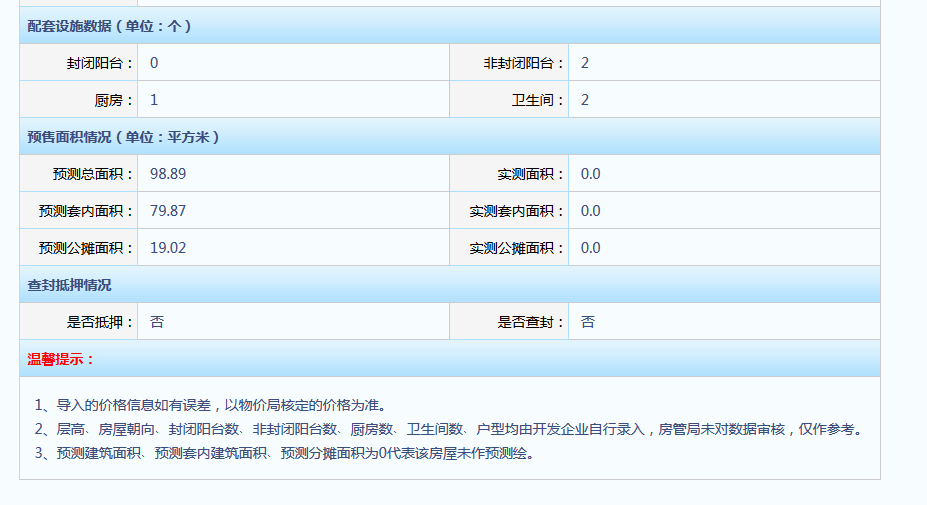 配套设施数据（单位：个）
封闭阳台： 0 非封闭阳台： 2
厨房： 1 卫生间： 2
预售面积情况（单位：平方米）
预测总面积： 98.89 实测面积： 0.0
预测套内面积： 79.87 实测套内面积： 0.0
预测公摊面积： 19.02 实测公摊面积： 0.0
查封抵押情况
是否抵押： 否 是否查封： 否
温馨提示：
1、导入的价格信息如有误差，以物价局核定的价格为准。
2、层高、房屋朝向、封闭阳台数、非封闭阳台数、厨房数、卫生间数、户型均由开发企业自行录入，房管局未对数据审核，仅作参考。
3、预测建筑面积、预测套内建筑面积、预测分摊面积为0代表该房屋未作预测绘。